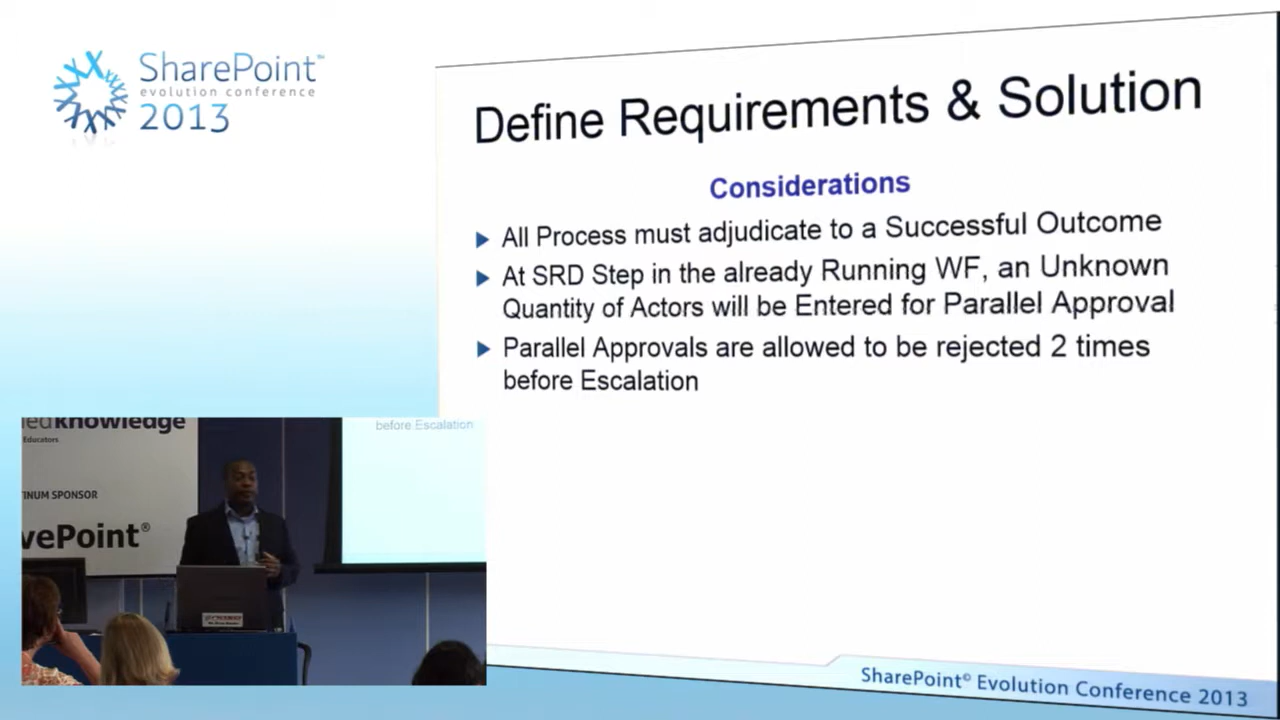 SharePoint™
evolution conference
2013
Define Requirements & Solution
Considerations
All Process must adjudicate to a Successful Outcome
At SRD Step in the already Running WF, an Unknown
Quantity of Actors will be Entered for Parallel Approval
Parallel Approvals are allowed to be rejected 2 times
before Escalation
knowledge
Educators
before Escalation
INUM SPONSOR
vePoint®
SharePoint® Evolution Conference 2013